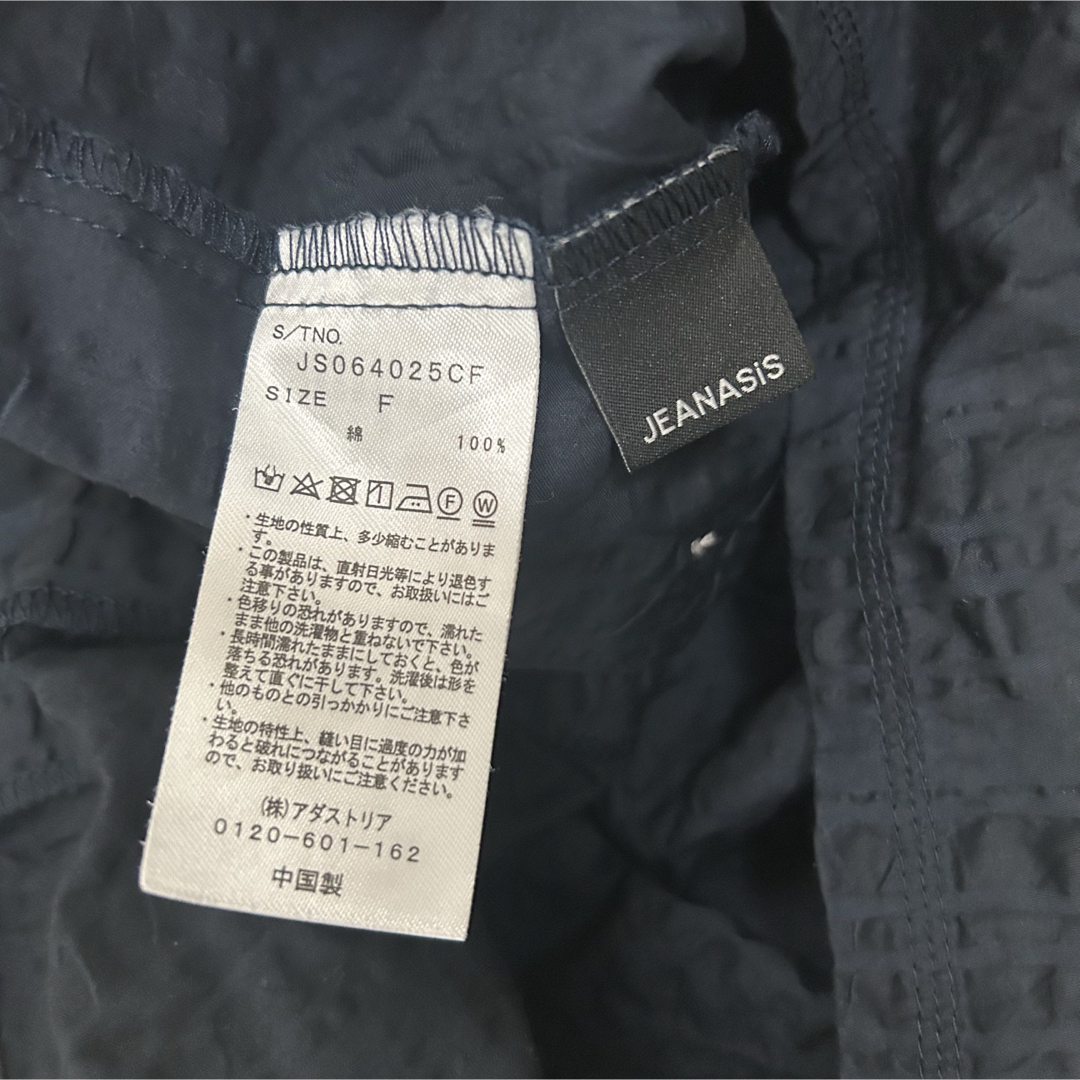 S/TNO.
JS064025CF
SIZE F
綿 100%
F W
・生地の性質上、多少縮むことがありま
す。
・この製品は、直射日光等により退色す
る事がありますので、お取扱いにはご
注意下さい。
・色移りの恐れがありますので、濡れた
まま他の洗濯物と重ねないで下さい。
・長時間濡れたままにしておくと、色が
落ちる恐れがあります。洗濯後は形を
整えて直ぐに干して下さい。
・他のものとの引っかかりにご注意下さ
い。
・生地の特性上、縫い目に過度の力が加
わると破れにつながることがあります
ので、お取り扱いにご注意ください。
(株)アダストリア
0120-601-162
中国製
JEANASiS